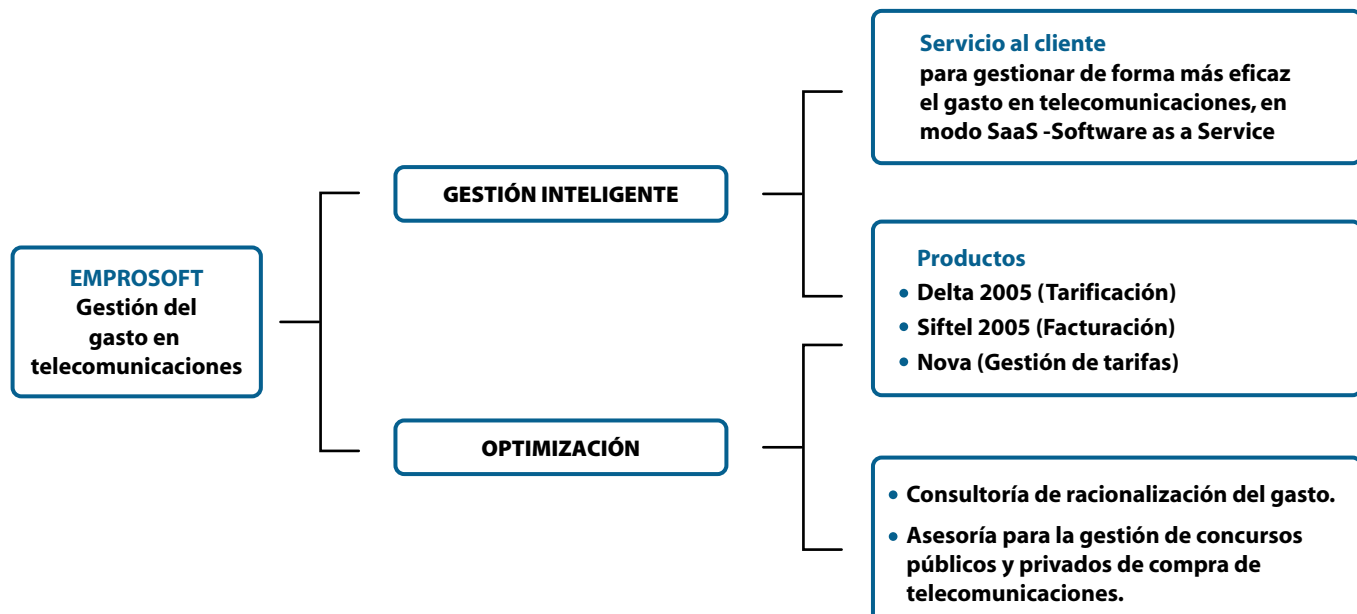 EMPROSOFT
Gestión del
gasto en
telecomunicaciones
GESTIÓN INTELIGENTE
OPTIMIZACIÓN
Servicio al cliente
para gestionar de forma más eficaz
el gasto en telecomunicaciones, en
modo SaaS -Software as a Service
Productos
• Delta 2005 (Tarificación)
• Siftel 2005 (Facturación)
• Nova (Gestión de tarifas)
• Consultoría de racionalización del gasto.
• Asesoría para la gestión de concursos
públicos y privados de compra de
telecomunicaciones.